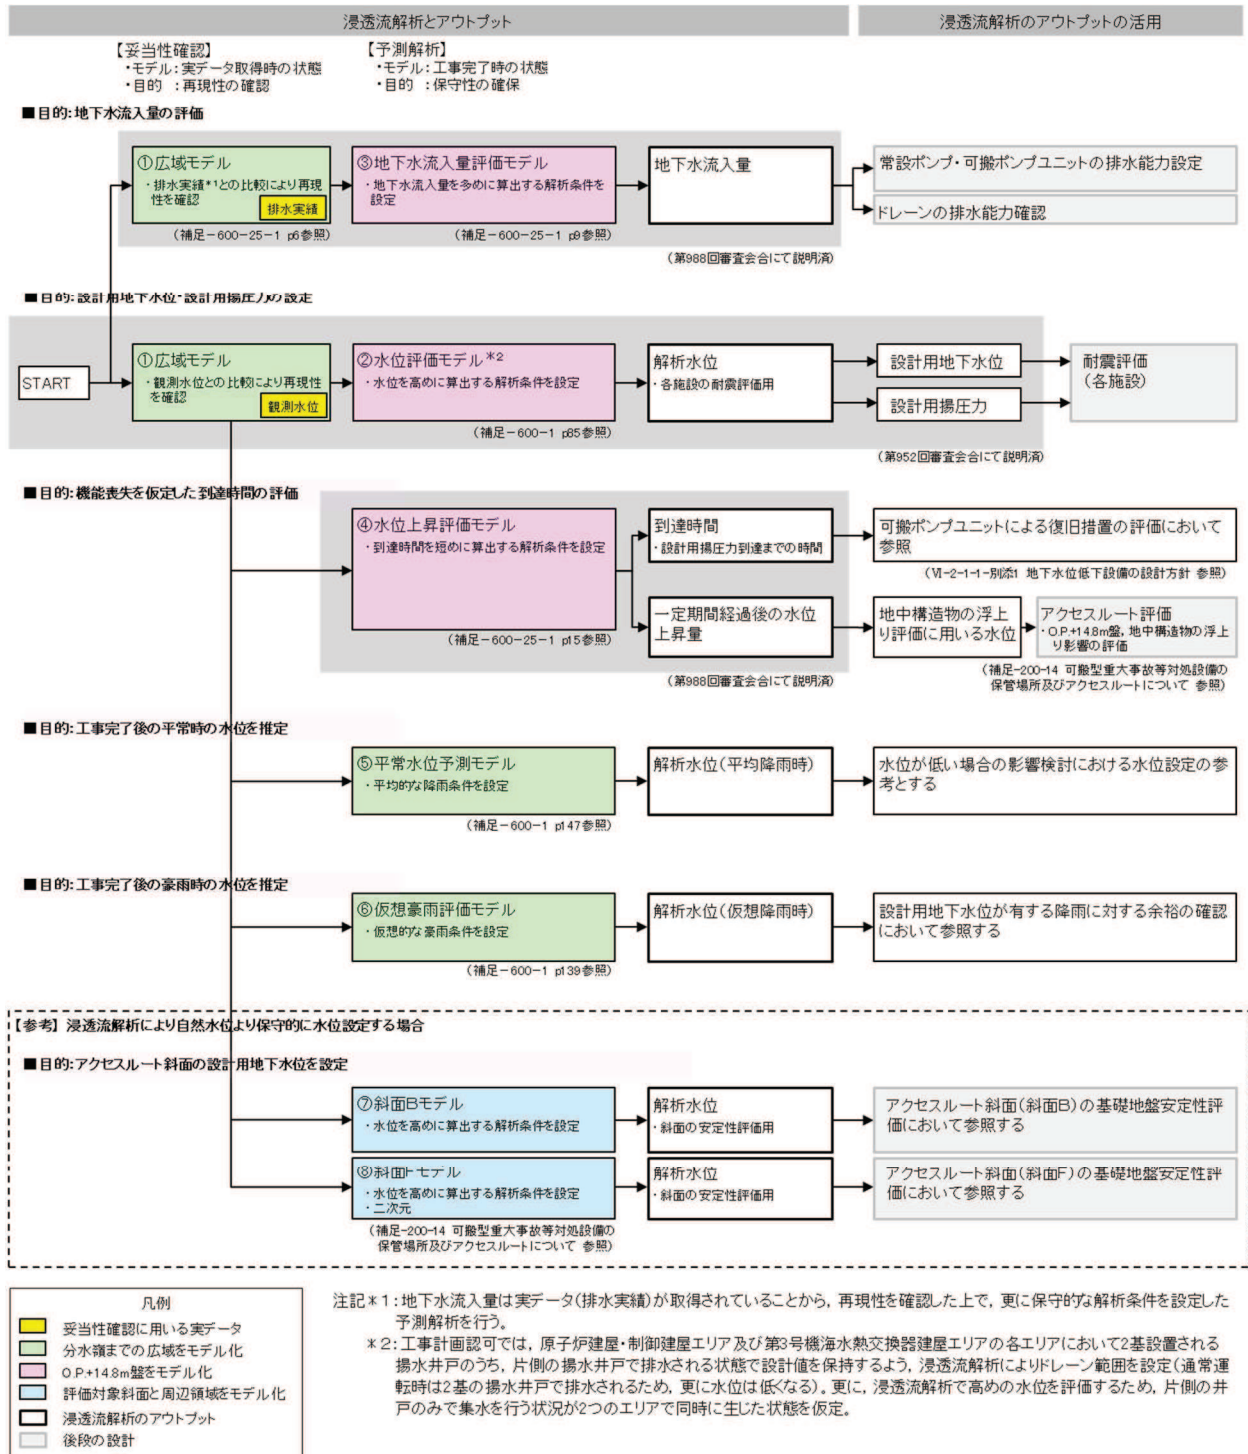 浸透流解析とアウトプット
浸透流解析のアウトプットの活用
【妥当性確認】
・モデル：実データ取得時の状態
・目的　：再現性の確認
【予測解析】
・モデル：工事完了時の状態
・目的　：保守性の確保
■目的：地下水流入量の評価
①広域モデル
・排水実績*1との比較により再現
性を確認
排水実績
（補足－600－25－1 p6参照）
③地下水流入量評価モデル
・地下水流入量を多めに算出する解析条件を
設定
（補足－600－25－1 p9参照）
地下水流入量
（第988回審査会合にて説明済）
常設ポンプ・可搬ポンプユニットの排水能力設定
ドレーンの排水能力確認
■目的：設計用地下水位・設計用揚圧力の設定
START
①広域モデル
・観測水位との比較により再現性
を確認
観測水位
②水位評価モデル*2
・水位を高めに算出する解析条件を設定
（補足－600－1 p85参照）
解析水位
・各施設の耐震評価用
設計用地下水位
設計用揚圧力
耐震評価
（各施設）
（第952回審査会合にて説明済）
■目的：機能喪失を仮定した到達時間の評価
④水位上昇評価モデル
・到達時間を短めに算出する解析条件を設定
（補足－600－25－1 p15参照）
到達時間
・設計用揚圧力到達までの時間
可搬ポンプユニットによる復旧措置の評価において
参照
（Ⅵ－2－1－1－別添1 地下水位低下設備の設計方針 参照）
一定期間経過後の水位
上昇量
（第988回審査会合にて説明済）
地中構造物の浮上
り評価に用いる水位
アクセスルート評価
・O.P.+14.8m盤，地中構造物の浮上
り影響の評価
（補足-200-14 可搬型重大事故等対処設備の
保管場所及びアクセスルートについて 参照）
■目的：工事完了後の平常時の水位を推定
⑤平常水位予測モデル
・平均的な降雨条件を設定
（補足－600－1 p147参照）
解析水位（平均降雨時）
水位が低い場合の影響検討における水位設定の参
考とする
■目的：工事完了後の豪雨時の水位を推定
⑥仮想豪雨評価モデル
・仮想的な豪雨条件を設定
（補足－600－1 p139参照）
解析水位（仮想降雨時）
設計用地下水位が有する降雨に対する余裕の確認
において参照する
【参考】 浸透流解析により自然水位より保守的に水位設定する場合
■目的：アクセスルート斜面の設計用地下水位を設定
⑦斜面Bモデル
・水位を高めに算出する解析条件を設定
解析水位
・斜面の安定性評価用
アクセスルート斜面（斜面B）の基礎地盤安定性評
価において参照する
⑧斜面Fモデル
・水位を高めに算出する解析条件を設定
・二次元
（補足-200-14 可搬型重大事故等対処設備の
保管場所及びアクセスルートについて 参照）
解析水位
・斜面の安定性評価用
アクセスルート斜面（斜面F）の基礎地盤安定性評
価において参照する
凡例
妥当性確認に用いる実データ
分水嶺までの広域をモデル化
O.P.+14.8m盤をモデル化
評価対象斜面と周辺領域をモデル化
浸透流解析のアウトプット
後段の設計
注記＊1：地下水流入量は実データ（排水実績）が取得されていることから，再現性を確認した上で，更に保守的な解析条件を設定した
予測解析を行う。
＊2：工事計画認可では，原子炉建屋・制御建屋エリア及び第3号機海水熱交換器建屋エリアの各エリアにおいて2基設置される
揚水井戸のうち，片側の揚水井戸で排水される状態で設計値を保持するよう，浸透流解析によりドレーン範囲を設定（通常運
転時は2基の揚水井戸で排水されるため，更に水位は低くなる）。更に，浸透流解析で高めの水位を評価するため，片側の井
戸のみで集水を行う状況が2つのエリアで同時に生じた状態を仮定。